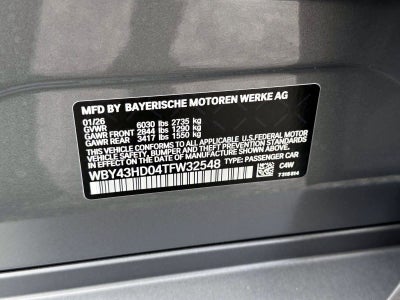 MFD BY BAYERISCHE MOTOREN WERKE AG
01/26
GVWR 6030 lbs 2735 kg
GAWR FRONT 2844 lbs 1290 kg
GAWR REAR 3417 lbs 1550 kg
THIS VEHICLE CONFORMS TO ALL APPLICABLE U.S.FEDERAL MOTOR
VEHICLE SAFETY, BUMPER AND THEFT PREVENTION STANDARDS
IN EFFECT ON THE DATE OF MANUFACTURE SHOWN ABOVE.
WBY43HD04TFW32548 TYPE: PASSENGER CAR
C4W
7315814